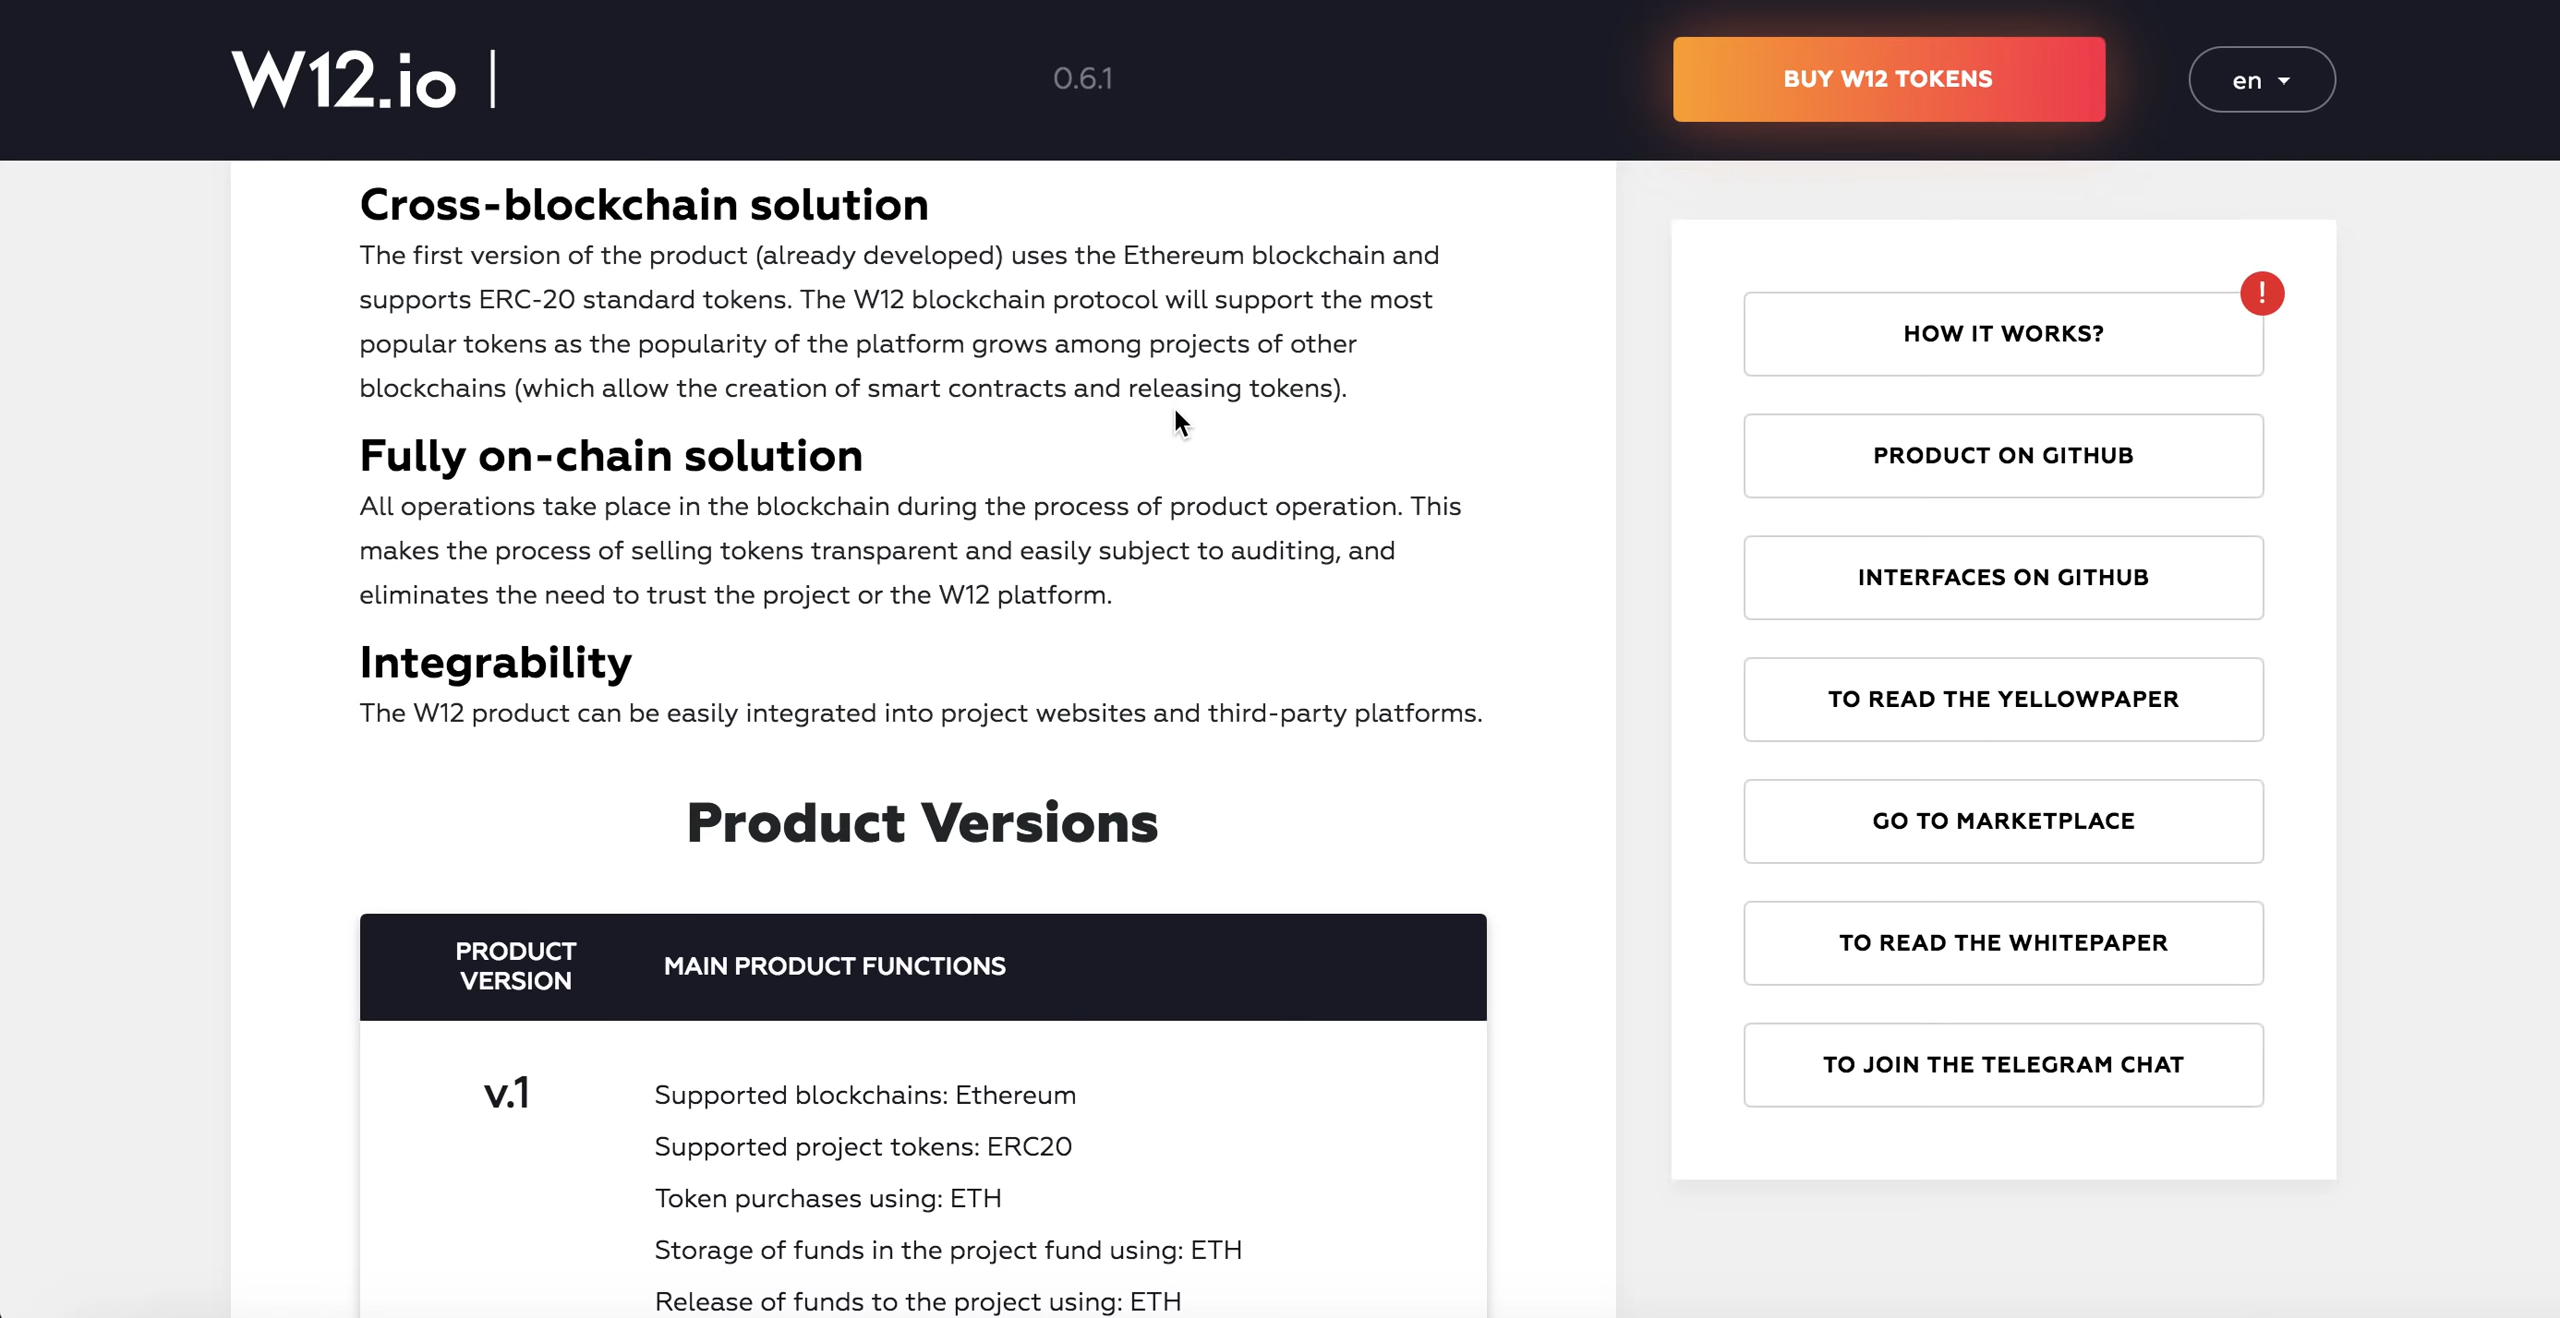 W12.io
0.6.1
BUY W12 TOKENS
en
Cross-blockchain solution
The first version of the product (already developed) uses the Ethereum blockchain and
supports ERC-20 standard tokens. The W12 blockchain protocol will support the most
popular tokens as the popularity of the platform grows among projects of other
blockchains (which allow the creation of smart contracts and releasing tokens).
Fully on-chain solution
All operations take place in the blockchain during the process of product operation. This
makes the process of selling tokens transparent and easily subject to auditing, and
eliminates the need to trust the project or the W12 platform.
Integrability
The W12 product can be easily integrated into project websites and third-party platforms.
Product Versions
PRODUCT
VERSION
MAIN PRODUCT FUNCTIONS
v.1
Supported blockchains: Ethereum
Supported project tokens: ERC20
Token purchases using: ETH
Storage of funds in the project fund using: ETH
Release of funds to the project using: ETH
!
HOW IT WORKS?
PRODUCT ON GITHUB
INTERFACES ON GITHUB
TO READ THE YELLOWPAPER
GO TO MARKETPLACE
TO READ THE WHITEPAPER
TO JOIN THE TELEGRAM CHAT